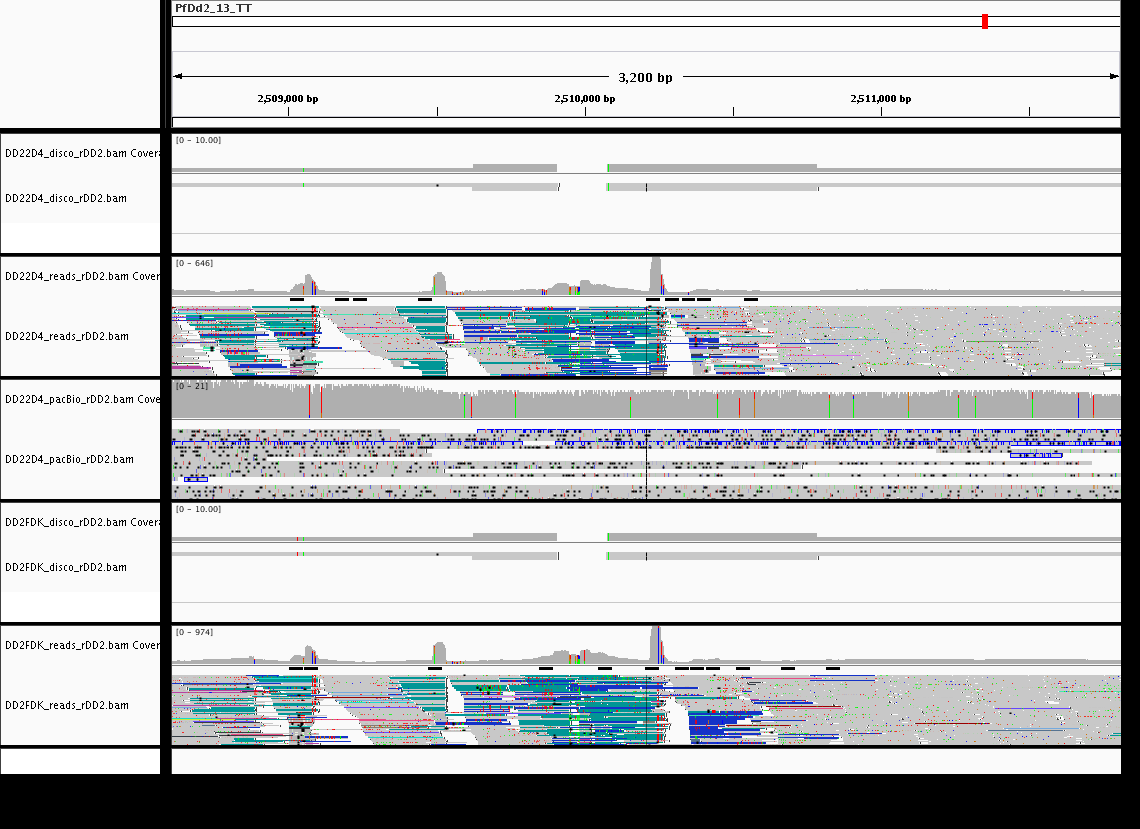 PfDd2_13_TT
3,200 bp
2,509,000 bp 2,510,000 bp 2,511,000 bp
[0 - 10.00]
DD22D4_disco_rDD2.bam Covera
DD22D4_disco_rDD2.bam
[0 - 646]
DD22D4_reads_rDD2.bam Cover
DD22D4_reads_rDD2.bam
[0 - 21]
DD22D4_pacBio_rDD2.bam Cove
DD22D4_pacBio_rDD2.bam
[0 - 10.00]
DD2FDK_disco_rDD2.bam Covera
DD2FDK_disco_rDD2.bam
[0 - 974]
DD2FDK_reads_rDD2.bam Cover
DD2FDK_reads_rDD2.bam